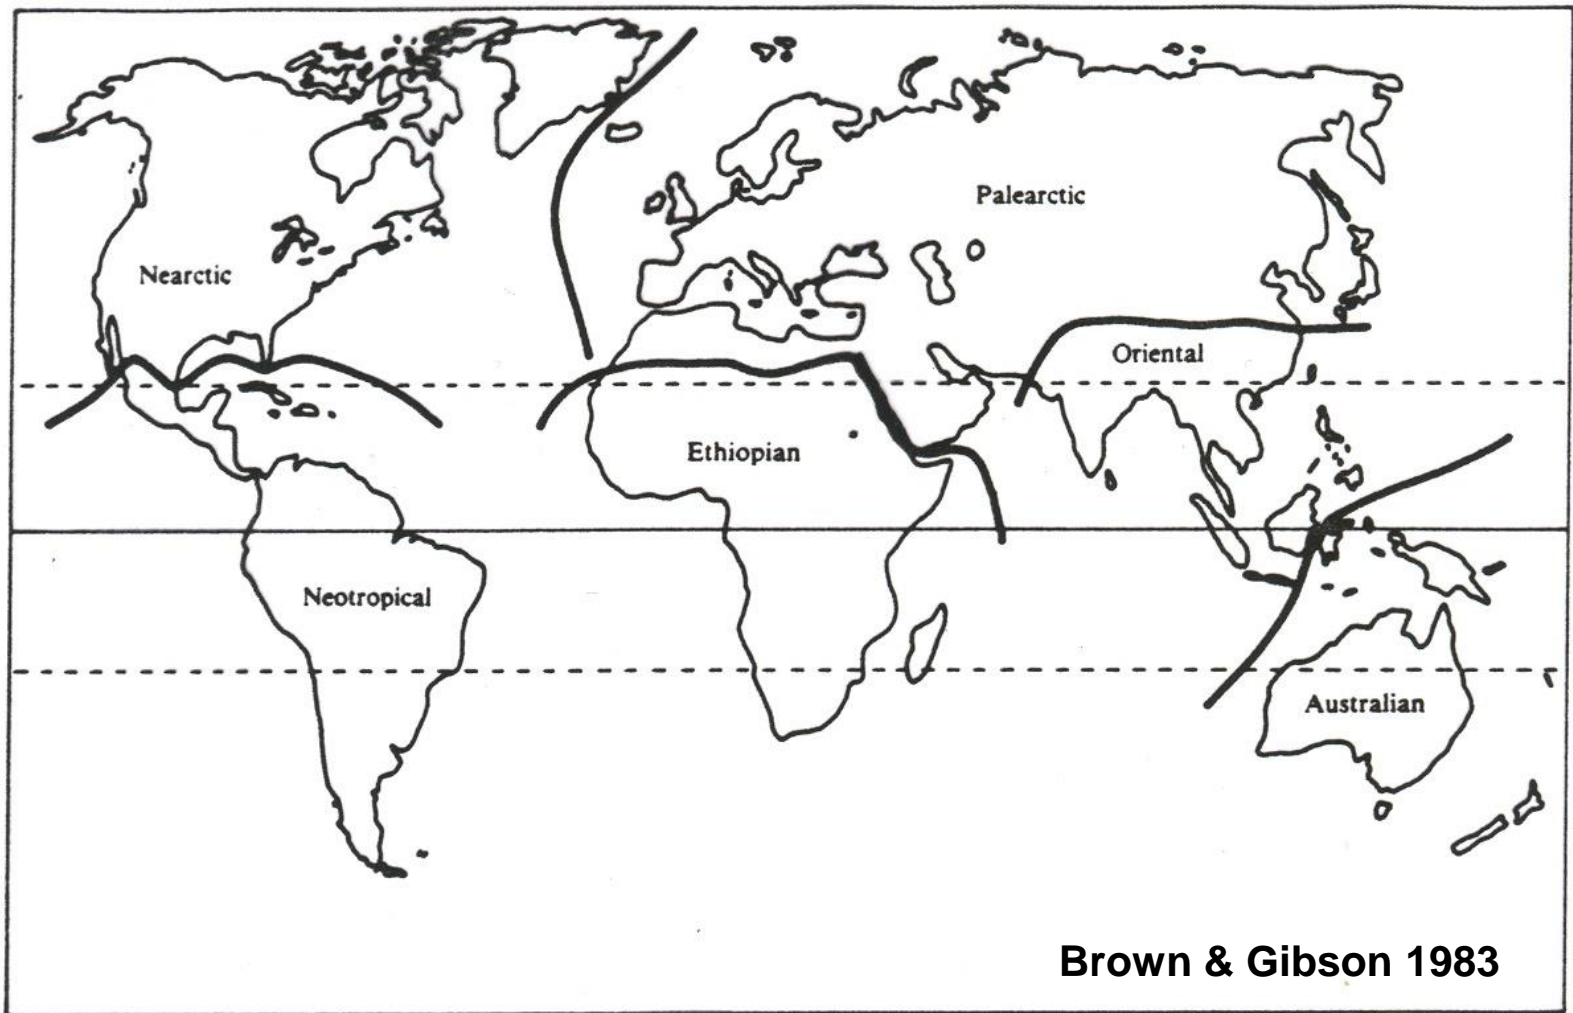 Palearctic
Nearctic
Oriental
Ethiopian
Neotropical
Australian
Brown & Gibson 1983